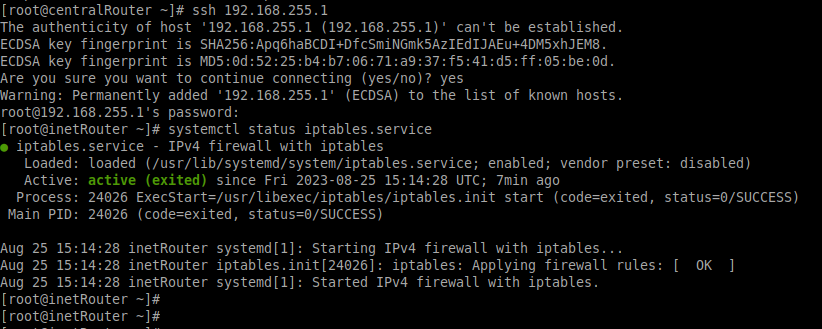 [root@centralRouter ~]# ssh 192.168.255.1
The authenticity of host '192.168.255.1 (192.168.255.1)' can't be established.
ECDSA key fingerprint is SHA256:Apq6haBCDI+DfcSmiNGmk5AzIEdIJAEu+4DM5xhJEM8.
ECDSA key fingerprint is MD5:0d:52:25:b4:b7:06:71:a9:37:f5:41:d5:ff:05:be:0d.
Are you sure you want to continue connecting (yes/no)? yes
Warning: Permanently added '192.168.255.1' (ECDSA) to the list of known hosts.
root@192.168.255.1's password:
[root@inetRouter ~]# systemctl status iptables.service
● iptables.service - IPv4 firewall with iptables
   Loaded: loaded (/usr/lib/systemd/system/iptables.service; enabled; vendor preset: disabled)
   Active: active (exited) since Fri 2023-08-25 15:14:28 UTC; 7min ago
  Process: 24026 ExecStart=/usr/libexec/iptables/iptables.init start (code=exited, status=0/SUCCESS)
 Main PID: 24026 (code=exited, status=0/SUCCESS)

Aug 25 15:14:28 inetRouter systemd[1]: Starting IPv4 firewall with iptables...
Aug 25 15:14:28 inetRouter iptables.init[24026]: iptables: Applying firewall rules: [  OK  ]
Aug 25 15:14:28 inetRouter systemd[1]: Started IPv4 firewall with iptables.
[root@inetRouter ~]#
[root@inetRouter ~]#
[root@inetRouter ~]#